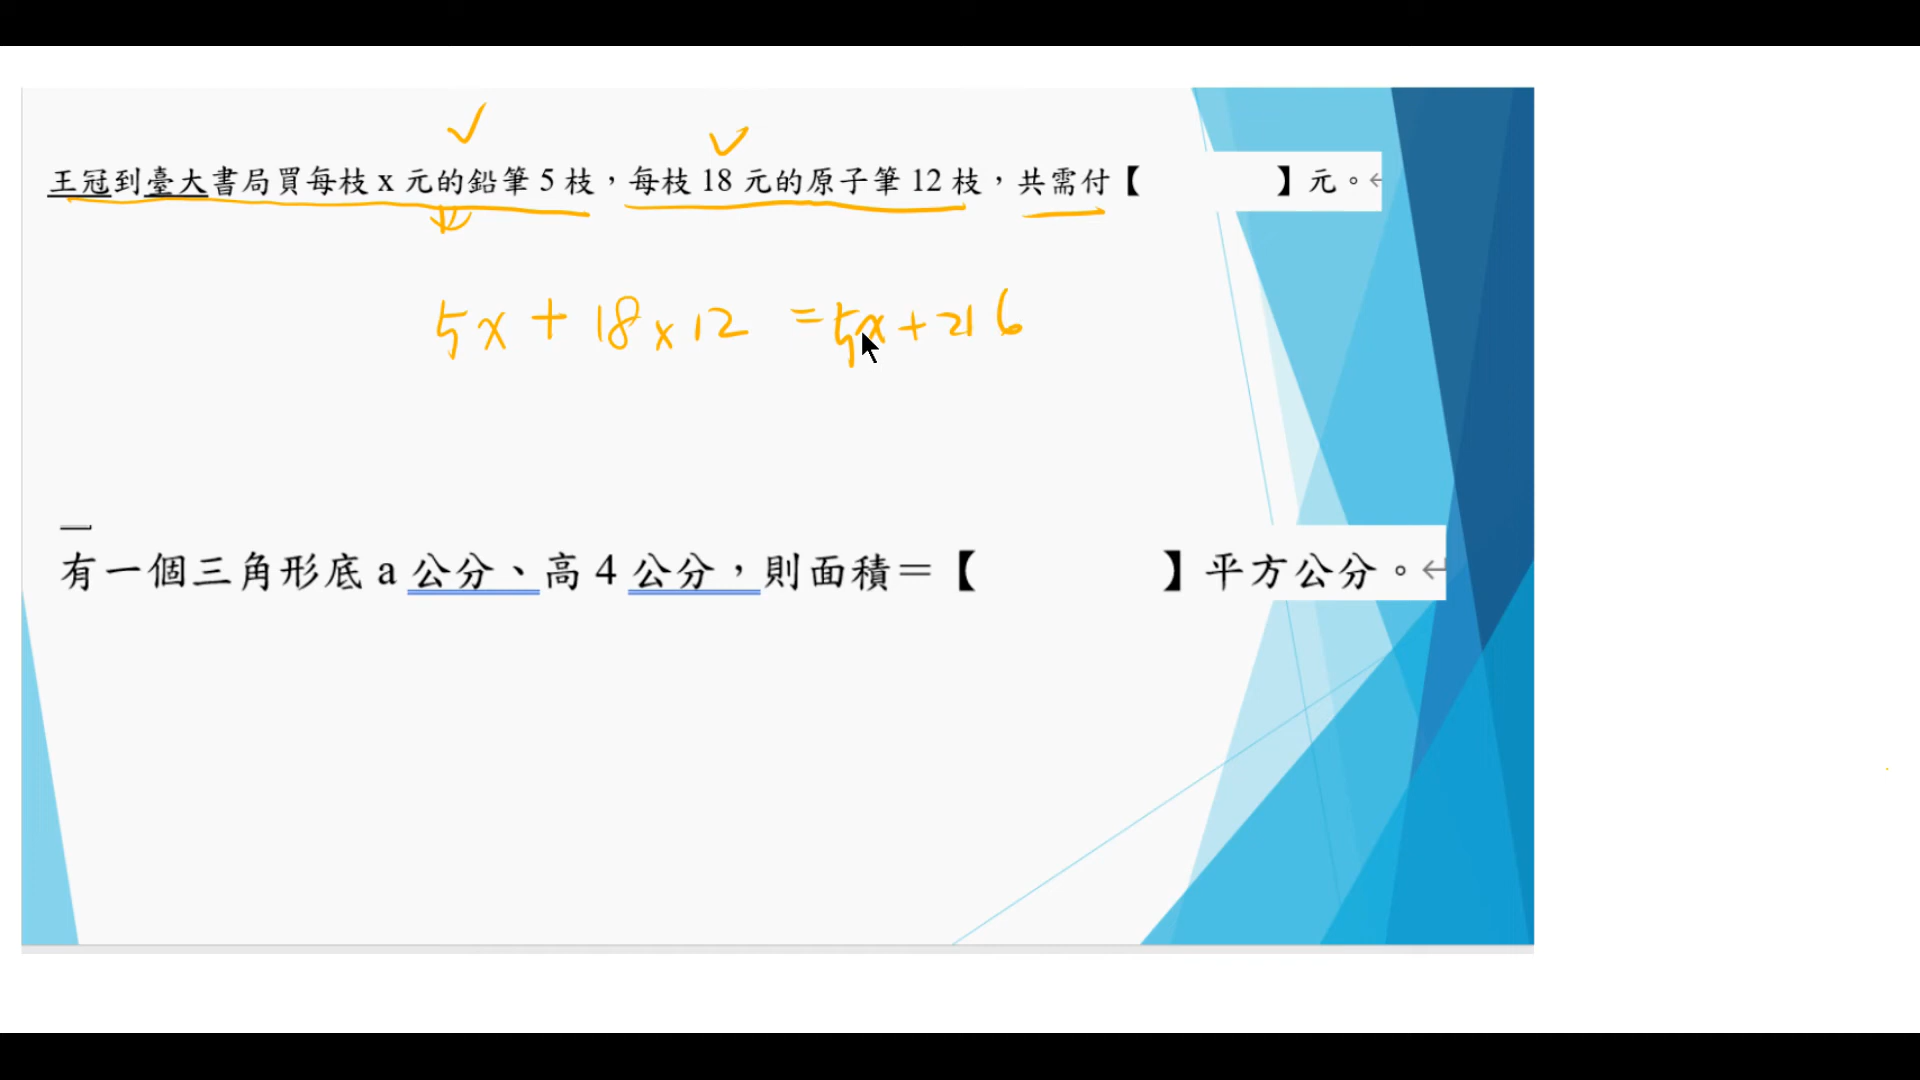 王冠到臺大書局買每枝 x 元的鉛筆 5 枝，每枝 18 元的原子筆 12 枝，共需付【　　　】元。
5x + 18 x 12 = 5x + 216
有一個三角形底 a 公分、高 4 公分，則面積＝【　　　】平方公分。